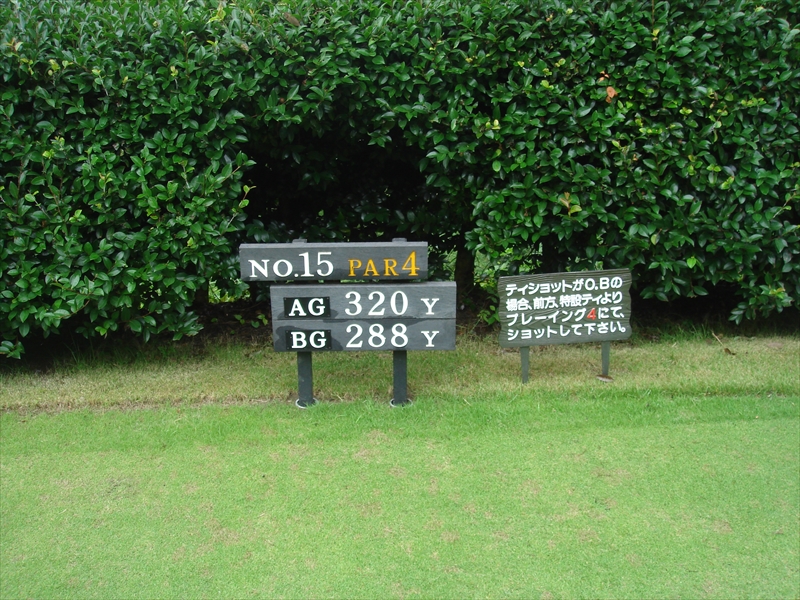 NO.15 PAR4
AG 320 Y
BG 288 Y
ティショットがO.Bの
場合、前方、特設ティより
プレーイング4にて、
ショットして下さい。